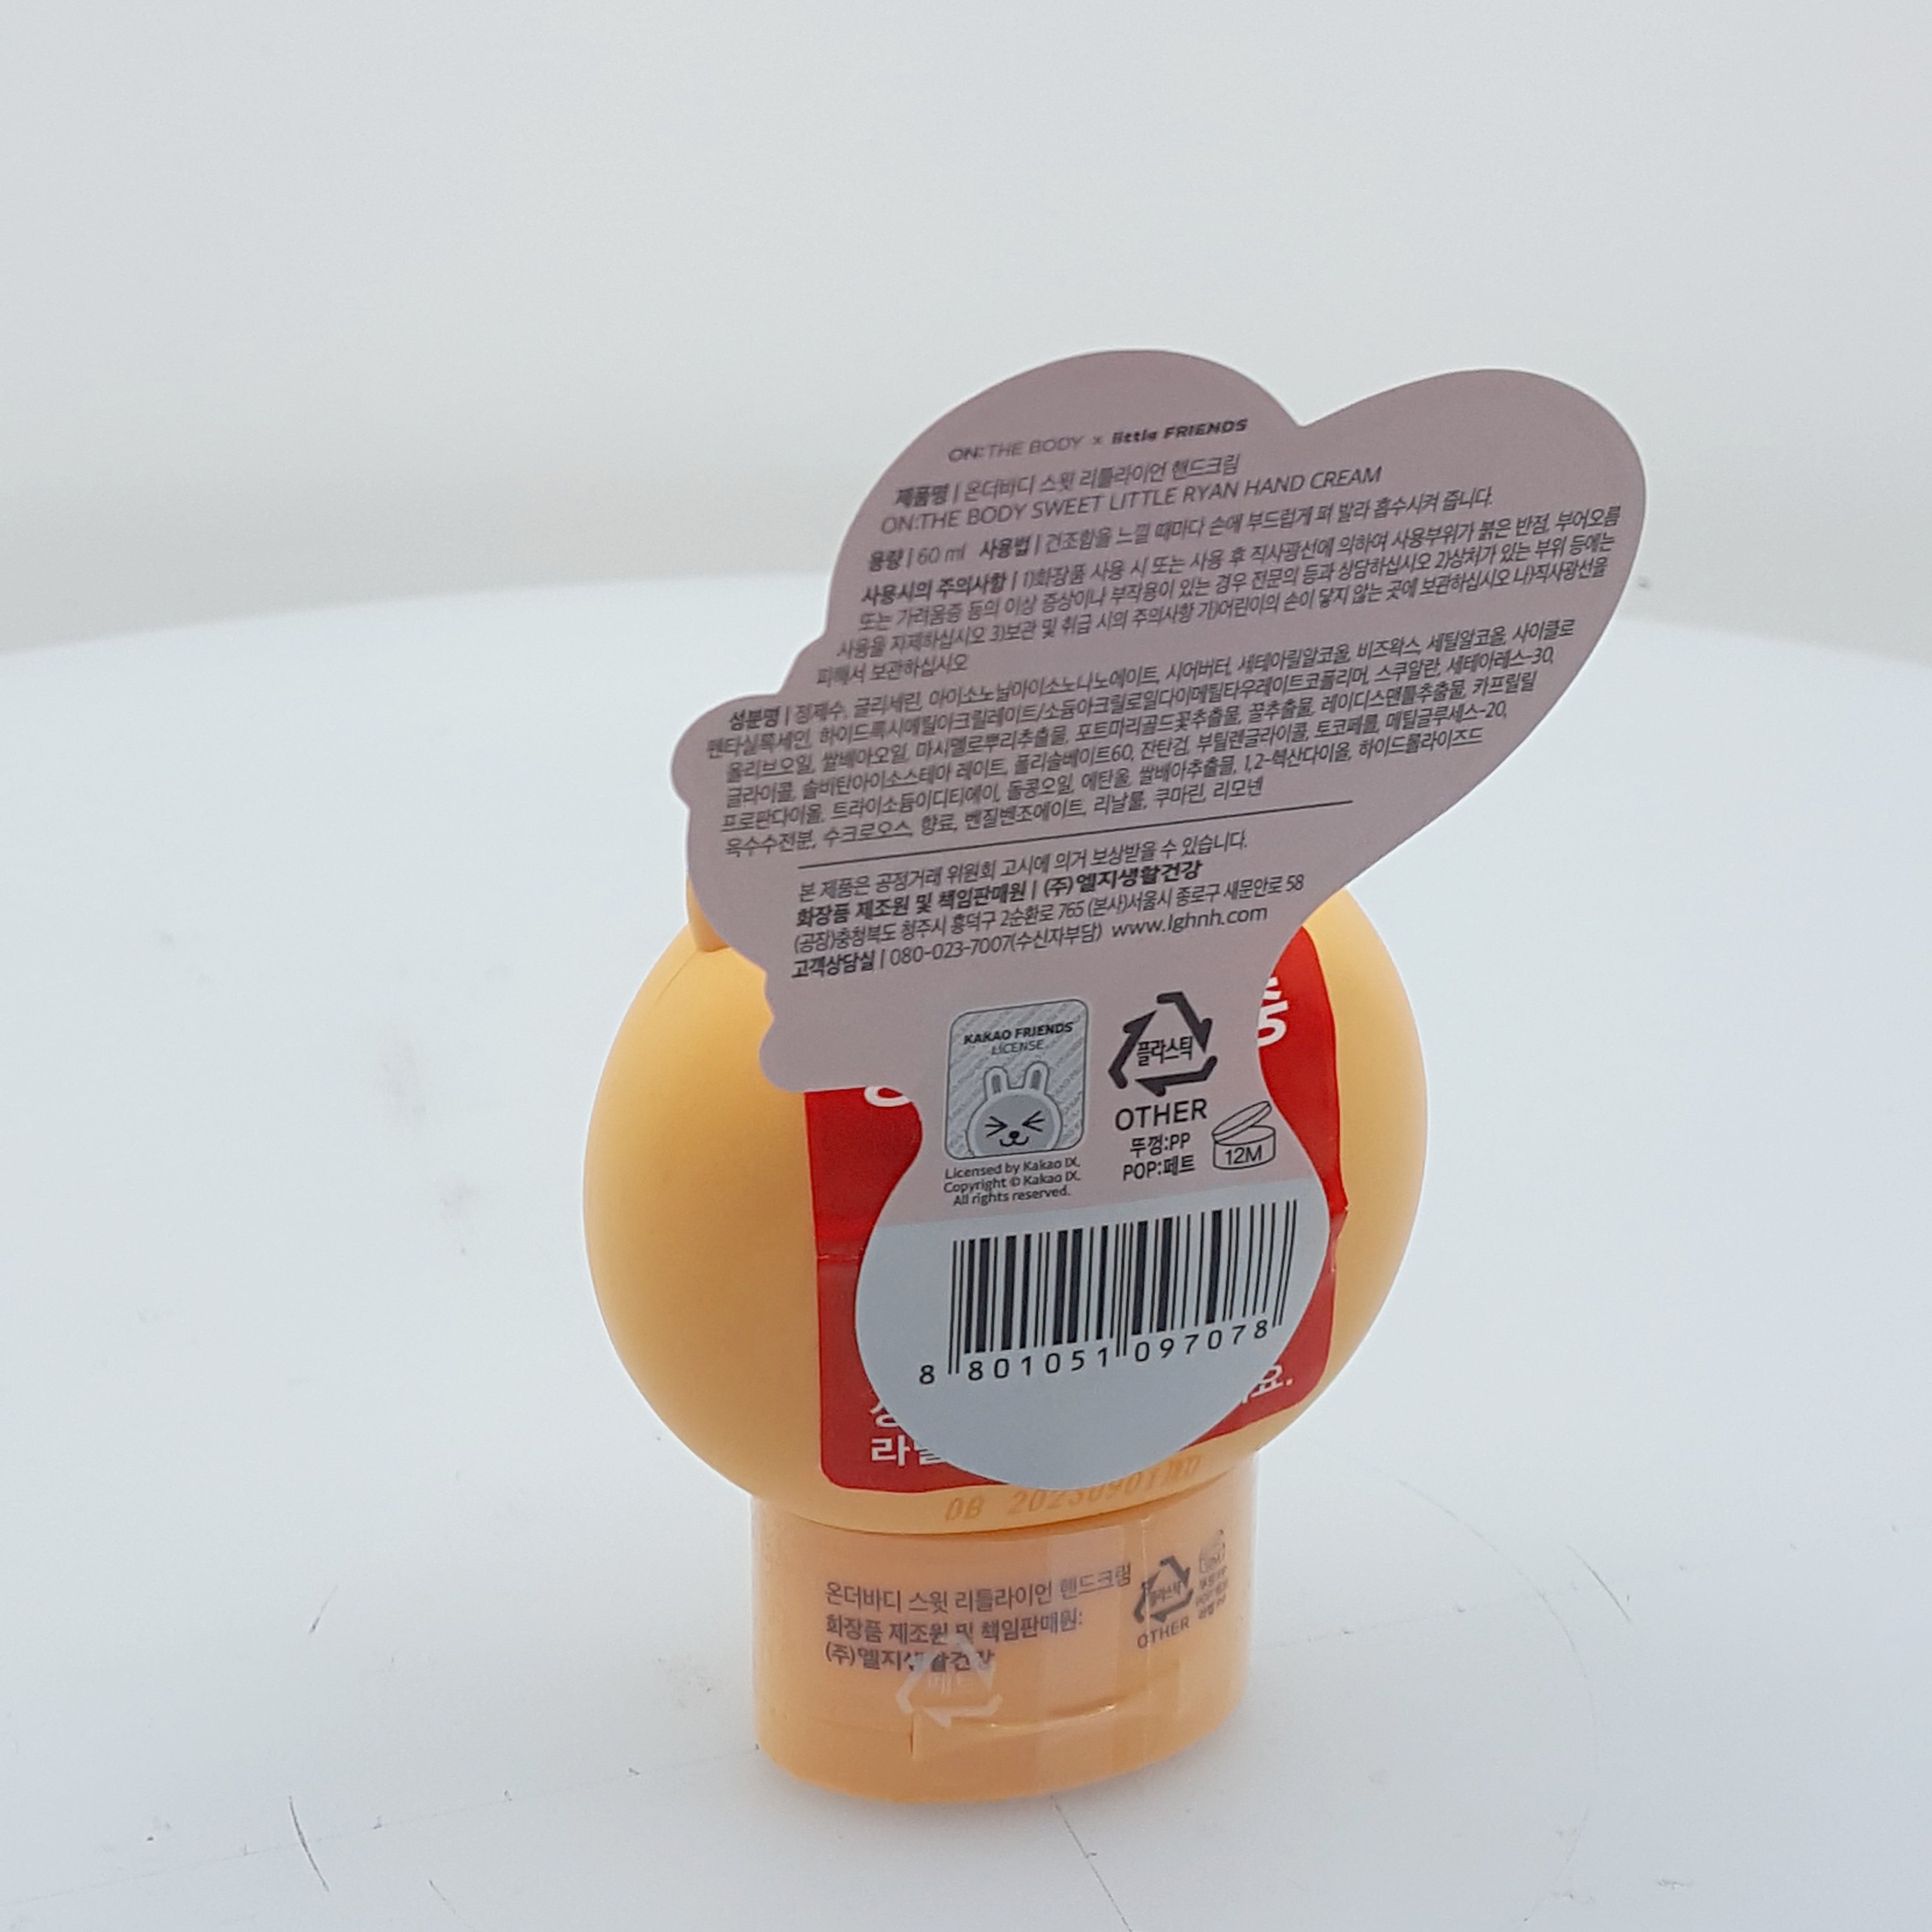 ON:THE BODY × little FRIENDS
제품명 | 온더바디 스윗 리틀라이언 핸드크림
ON:THE BODY SWEET LITTLE RYAN HAND CREAM
용량 | 60 ml 사용법 | 건조함을 느낄 때마다 손에 부드럽게 펴 발라 흡수시켜 줍니다.
사용시의 주의사항 | 1)화장품 사용 시 또는 사용 후 직사광선에 의하여 사용부위가 붉은 반점, 부어오름
또는 가려움증 등의 이상 증상이나 부작용이 있는 경우 전문의 등과 상담하십시오 2)상처가 있는 부위 등에는
사용을 자제하십시오 3)보관 및 취급 시의 주의사항 가)어린이의 손이 닿지 않는 곳에 보관하십시오 나)직사광선을
피해서 보관하십시오
성분명 | 정제수, 글리세린, 아이소노닐아이소노나노에이트, 시어버터, 세테아릴알코올, 비즈왁스, 세틸알코올, 사이클로
펜타실록세인, 하이드록시에틸아크릴레이트/소듐아크릴로일다이메틸타우레이트코폴리머, 스쿠알란, 세테아레스-30,
올리브오일, 쌀배아오일, 마시멜로뿌리추출물, 포트마리골드꽃추출물, 꿀추출물, 레이디스맨틀추출물, 카프릴릴
글라이콜, 솔비탄아이소스테아 레이트, 폴리솔베이트60, 잔탄검, 부틸렌글라이콜, 토코페롤, 메틸글루세스-20,
프로판다이올, 트라이소듐이디티에이, 돌콩오일, 에탄올, 쌀배아추출물, 1,2-헥산다이올, 하이드롤라이즈드
옥수수전분, 수크로오스, 향료, 벤질벤조에이트, 리날룰, 쿠마린, 리모넨
본 제품은 공정거래 위원회 고시에 의거 보상받을 수 있습니다.
화장품 제조원 및 책임판매원 | (주)엘지생활건강
(공장)충청북도 청주시 흥덕구 2순환로 765 (본사)서울시 종로구 새문안로 58
고객상담실 | 080-023-7007(수신자부담) www.lghnh.com
KAKAO FRIENDS
LICENSE
Licensed by Kakao IX.
Copyright © Kakao IX.
All rights reserved.
플라스틱
OTHER
뚜껑:PP
POP:페트
12M
8 801051 097078
요.
라
온더바디 스윗 리틀라이언 핸드크림
화장품 제조원 및 책임판매원:
(주)엘지생활건강
플라스틱
OTHER
페트